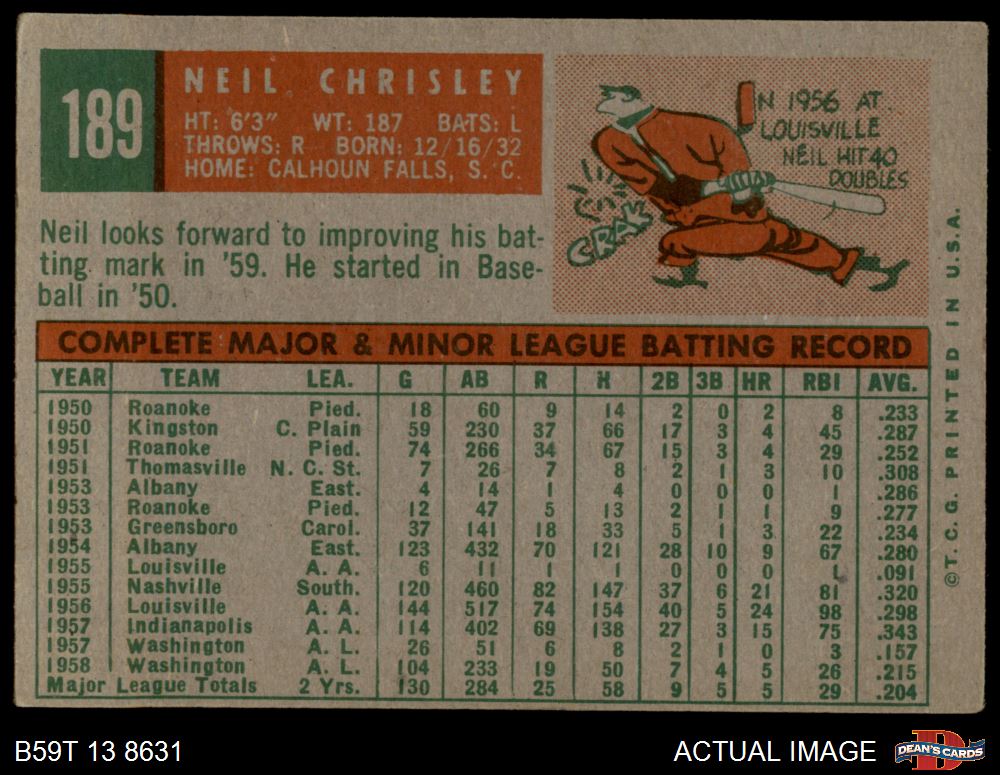 189
NEIL CHRISLEY
HT: 6'3" WT: 187 BATS: L
THROWS: R BORN: 12/16/32
HOME: CALHOUN FALLS, S. C.
IN 1956 AT
LOUISVILLE
NEIL HIT 40
DOUBLES
CRAK
Neil looks forward to improving his bat-
ting mark in '59. He started in Base-
ball in '50.
COMPLETE MAJOR & MINOR LEAGUE BATTING RECORD
YEAR TEAM LEA. G AB R H 2B 3B HR RBI AVG.
1950 Roanoke Pied. 18 60 9 14 2 0 2 8 .233
1950 Kingston C. Plain 59 230 37 66 17 3 4 45 .287
1951 Roanoke Pied. 74 266 34 67 15 3 4 29 .252
1951 Thomasville N. C. St. 7 26 7 8 2 1 3 10 .308
1953 Albany East. 4 14 1 4 0 0 0 1 .286
1953 Roanoke Pied. 12 47 5 13 2 1 1 9 .277
1953 Greensboro Carol. 37 141 18 33 5 1 3 22 .234
1954 Albany East. 123 432 70 121 28 10 9 67 .280
1955 Louisville A. A. 6 11 1 1 0 0 0 1 .091
1955 Nashville South. 120 460 82 147 37 6 21 81 .320
1956 Louisville A. A. 144 517 74 154 40 5 24 98 .298
1957 Indianapolis A. A. 114 402 69 138 27 3 15 75 .343
1957 Washington A. L. 26 51 6 8 2 1 0 3 .157
1958 Washington A. L. 104 233 19 50 7 4 5 26 .215
Major League Totals 2 Yrs. 130 284 25 58 9 5 5 29 .204
©T. C. G. PRINTED IN U.S.A.
B59T 13 8631
ACTUAL IMAGE
DEAN'S CARDS